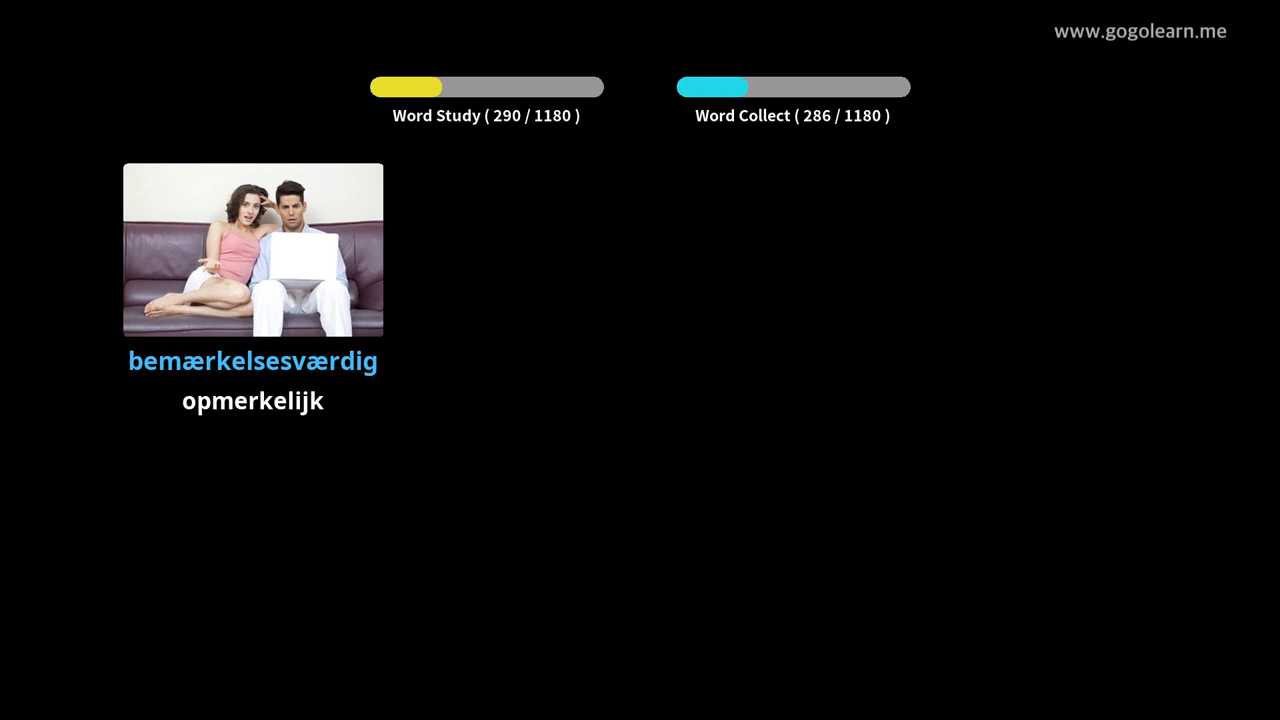 www.gogolearn.me
Word Study ( 290 / 1180 )
Word Collect ( 286 / 1180 )
bemærkelsesværdig
opmerkelijk